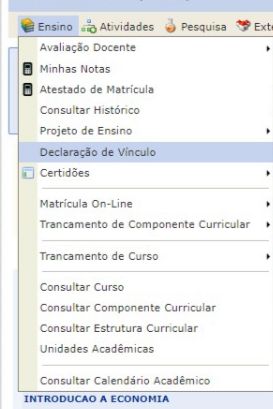 Ensino Atividades Pesquisa Exte
Avaliação Docente
Minhas Notas
Atestado de Matrícula
Consultar Histórico
Projeto de Ensino
Declaração de Vínculo
Certidões
Matrícula On-Line
Trancamento de Componente Curricular
Trancamento de Curso
Consultar Curso
Consultar Componente Curricular
Consultar Estrutura Curricular
Unidades Acadêmicas
Consultar Calendário Acadêmico
INTRODUCAO A ECONOMIA